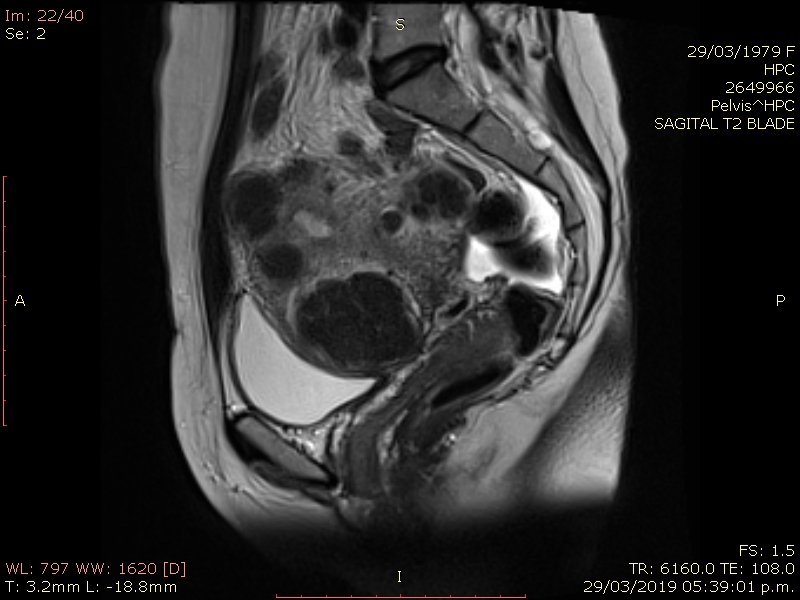 Im: 22/40
Se: 2
S
29/03/1979 F
HPC
2649966
Pelvis^HPC
SAGITAL T2 BLADE
A
P
WL: 797 WW: 1620 [D]
T: 3.2mm L: -18.8mm
I
FS: 1.5
TR: 6160.0 TE: 108.0
29/03/2019 05:39:01 p.m.